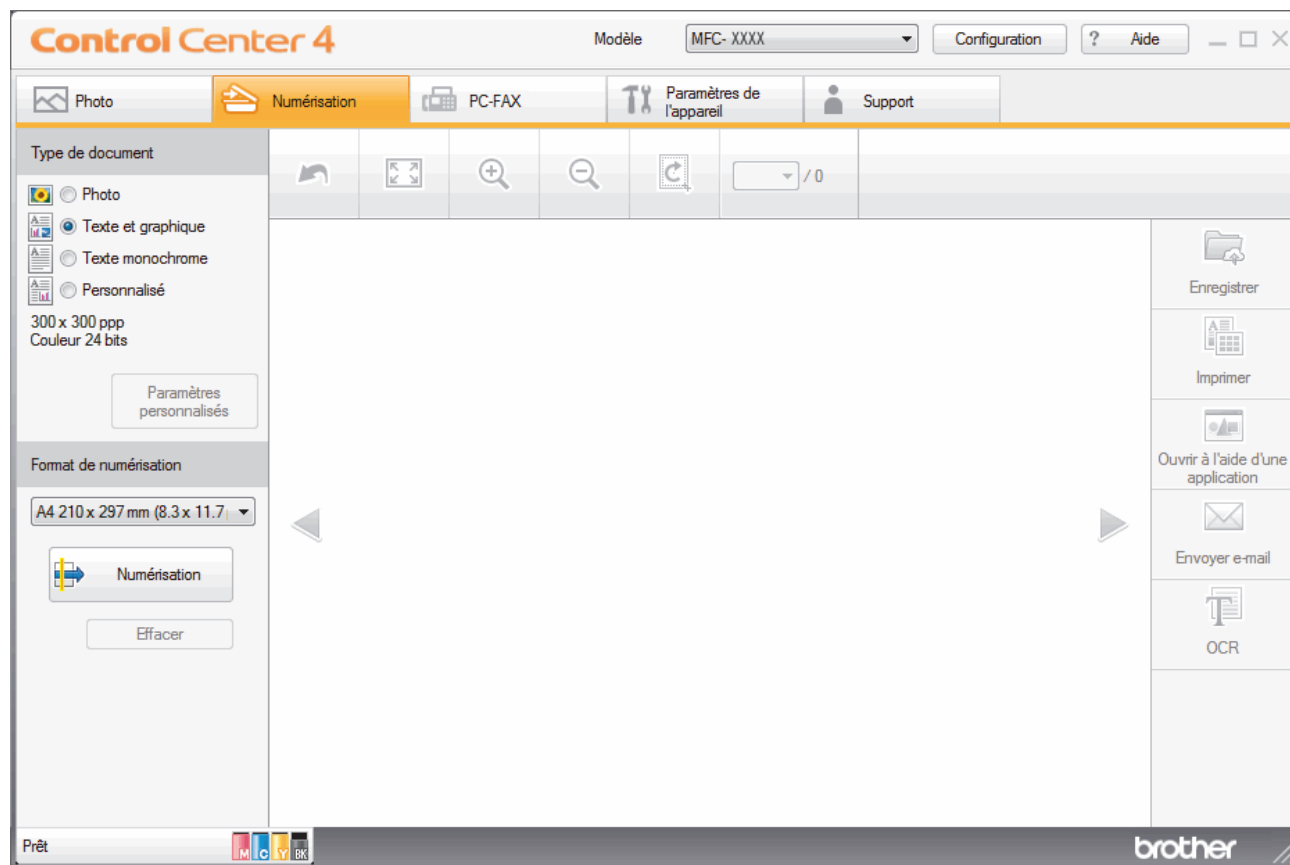 Control Center 4
Modèle
MFC- XXXX
Configuration
? Aide
Photo
Numérisation
PC-FAX
Paramètres de
l'appareil
Support
Type de document
/ 0
Photo
Texte et graphique
Texte monochrome
Personnalisé
300 x 300 ppp
Couleur 24 bits
Paramètres
personnalisés
Format de numérisation
A4 210 x 297 mm (8.3 x 11.7
Numérisation
Effacer
Enregistrer
Imprimer
Ouvrir à l'aide d'une
application
Envoyer e-mail
OCR
Prêt
M C Y BK
brother